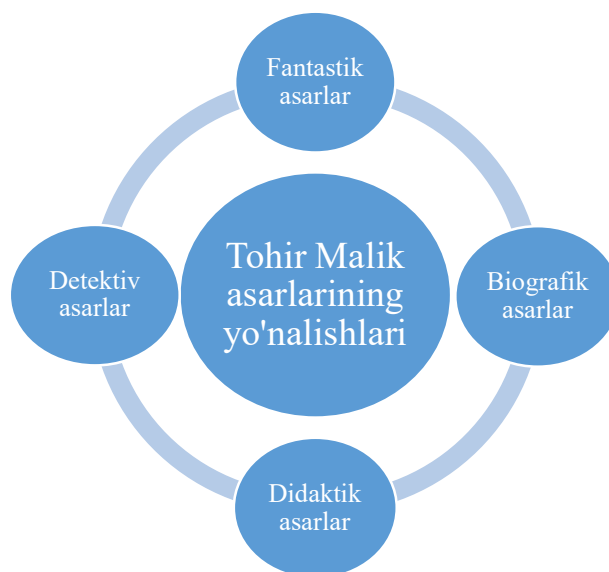 Fantastik
asarlar
Tohir Malik
asarlarining
yo'nalishlari
Detektiv
asarlar
Biografik
asarlar
Didaktik
asarlar